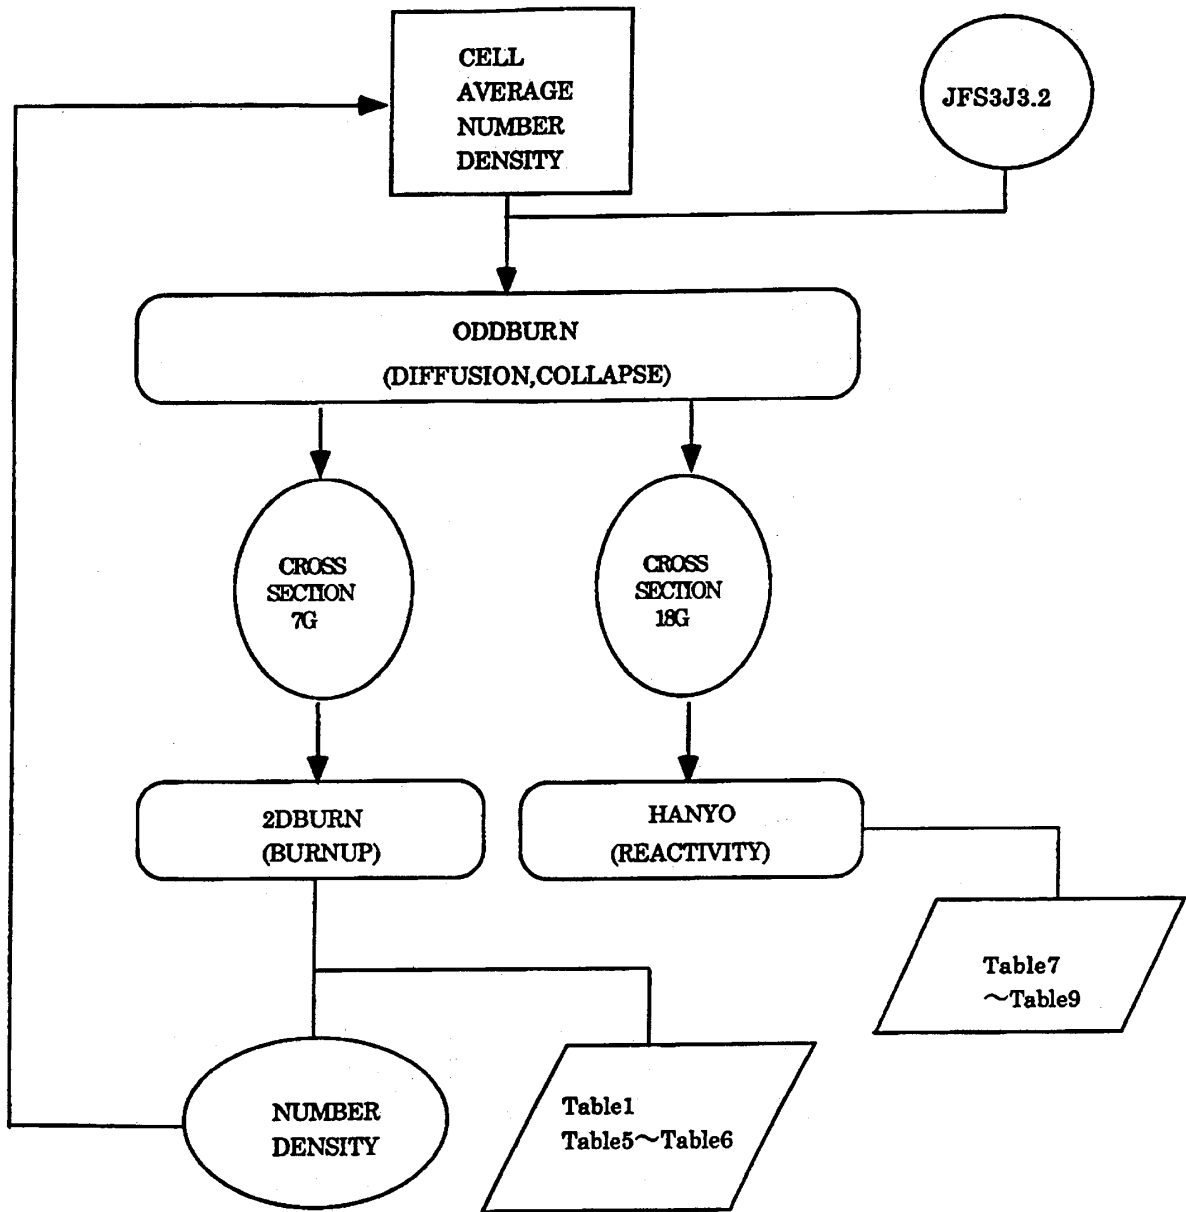 CELL
AVERAGE
NUMBER
DENSITY
JFS3J3.2
ODDBURN
(DIFFUSION,COLLAPSE)
CROSS
SECTION
7G
CROSS
SECTION
18G
2DBURN
(BURNUP)
HANYO
(REACTIVITY)
Table7
～Table9
NUMBER
DENSITY
Table1
Table5～Table6